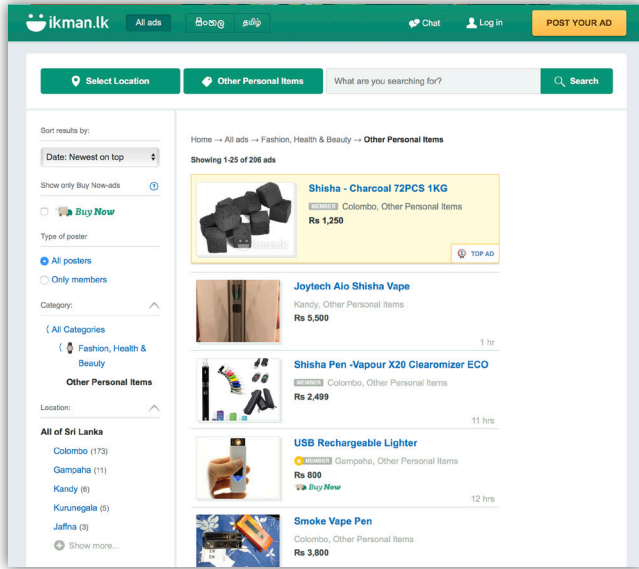 ikman.lk
All ads
සිංහල
தமிழ்
Chat
Log in
POST YOUR AD
Select Location
Other Personal Items
What are you searching for?
Search
Sort results by:
Date: Newest on top
Show only Buy Now-ads
?
Buy Now
Type of poster
All posters
Only members
Category:
All Categories
Fashion, Health &
Beauty
Other Personal Items
Location:
All of Sri Lanka
Colombo (173)
Gampaha (11)
Kandy (6)
Kurunegala (5)
Jaffna (3)
Show more...
Home → All ads → Fashion, Health & Beauty → Other Personal Items
Showing 1-25 of 206 ads
ikman.lk
Shisha - Charcoal 72PCS 1KG
MEMBER Colombo, Other Personal Items
Rs 1,250
TOP AD
Joytech Aio Shisha Vape
Kandy, Other Personal Items
Rs 5,500
1 hr
Shisha Pen -Vapour X20 Clearomizer ECO
MEMBER Colombo, Other Personal Items
Rs 2,499
11 hrs
USB Rechargeable Lighter
MEMBER Gampaha, Other Personal Items
Rs 800
Buy Now
12 hrs
Smoke Vape Pen
Colombo, Other Personal Items
Rs 3,800